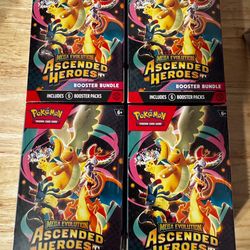 MEGA EVOLUTION
ASCENDED
HEROES
BOOSTER BUNDLE
INCLUDES 6 BOOSTER PACKS
MEGA EVOLUTION
ASCENDED
HEROES
BOOSTER BUNDLE
INCLUDES 6 BOOSTER PACKS
POKÉMON
TRADING CARD GAME
6+
MEGA EVOLUTION
ASCENDED
HEROES
POKÉMON
TRADING CARD GAME
6+
MEGA EVOLUTION
ASCENDED
HEROES